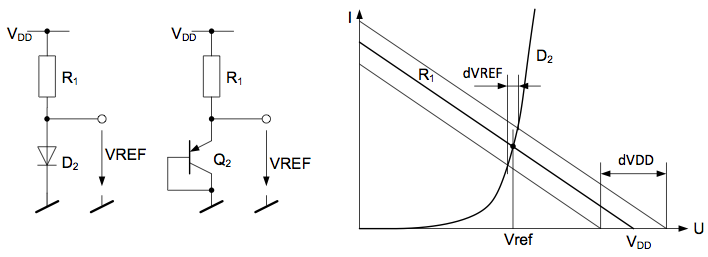 VDD
R1
D2
VREF
VDD
R1
Q2
VREF
I
R1
dVREF
D2
dVDD
Vref
VDD
U